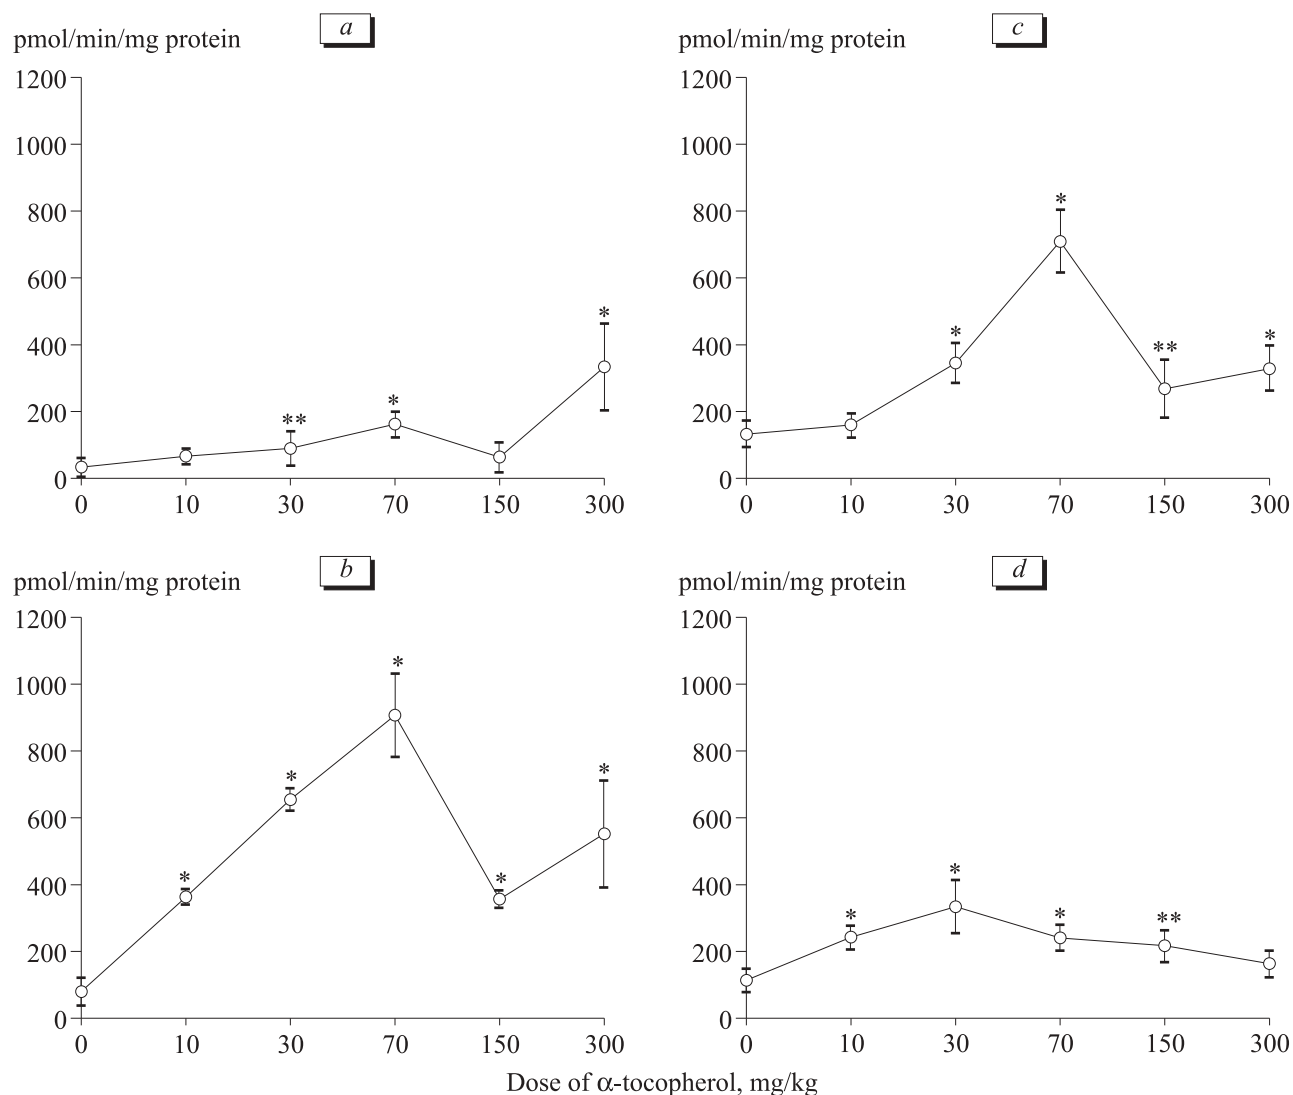 a
pmol/min/mg protein
1200
1000
800
600
400
200
0
** * *
0 10 30 70 150 300
c
pmol/min/mg protein
1200
1000
800
600
400
200
0
* * ** *
0 10 30 70 150 300
b
pmol/min/mg protein
1200
1000
800
600
400
200
0
* * * * *
0 10 30 70 150 300
d
pmol/min/mg protein
1200
1000
800
600
400
200
0
* * * **
0 10 30 70 150 300
Dose of α-tocopherol, mg/kg